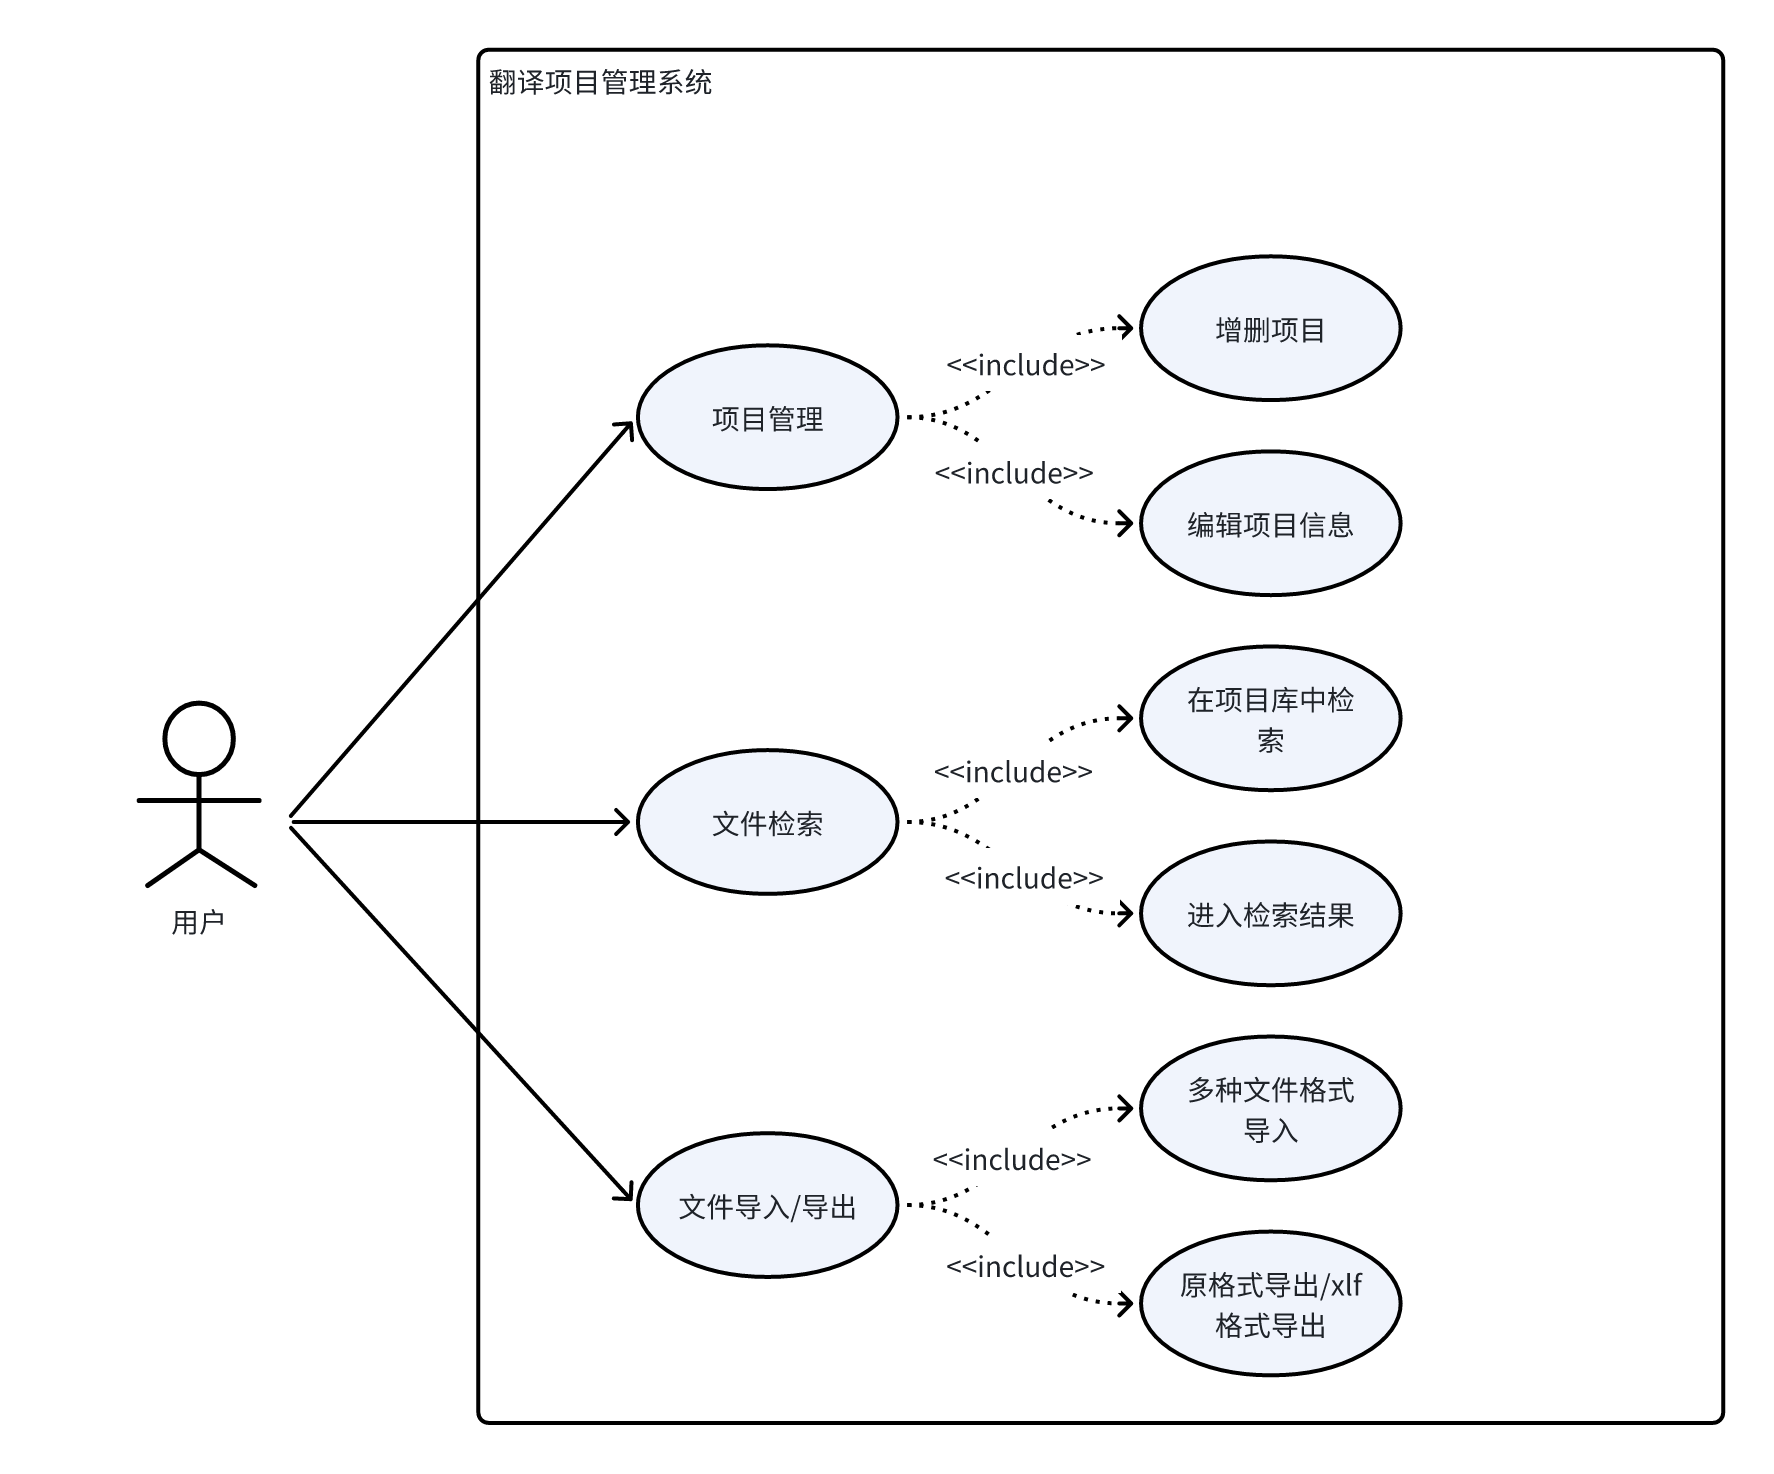 翻译项目管理系统
增删项目
<<include>>
项目管理
<<include>>
编辑项目信息
在项目库中检
索
<<include>>
文件检索
<<include>>
进入检索结果
用户
多种文件格式
导入
<<include>>
文件导入/导出
<<include>>
原格式导出/xlf
格式导出